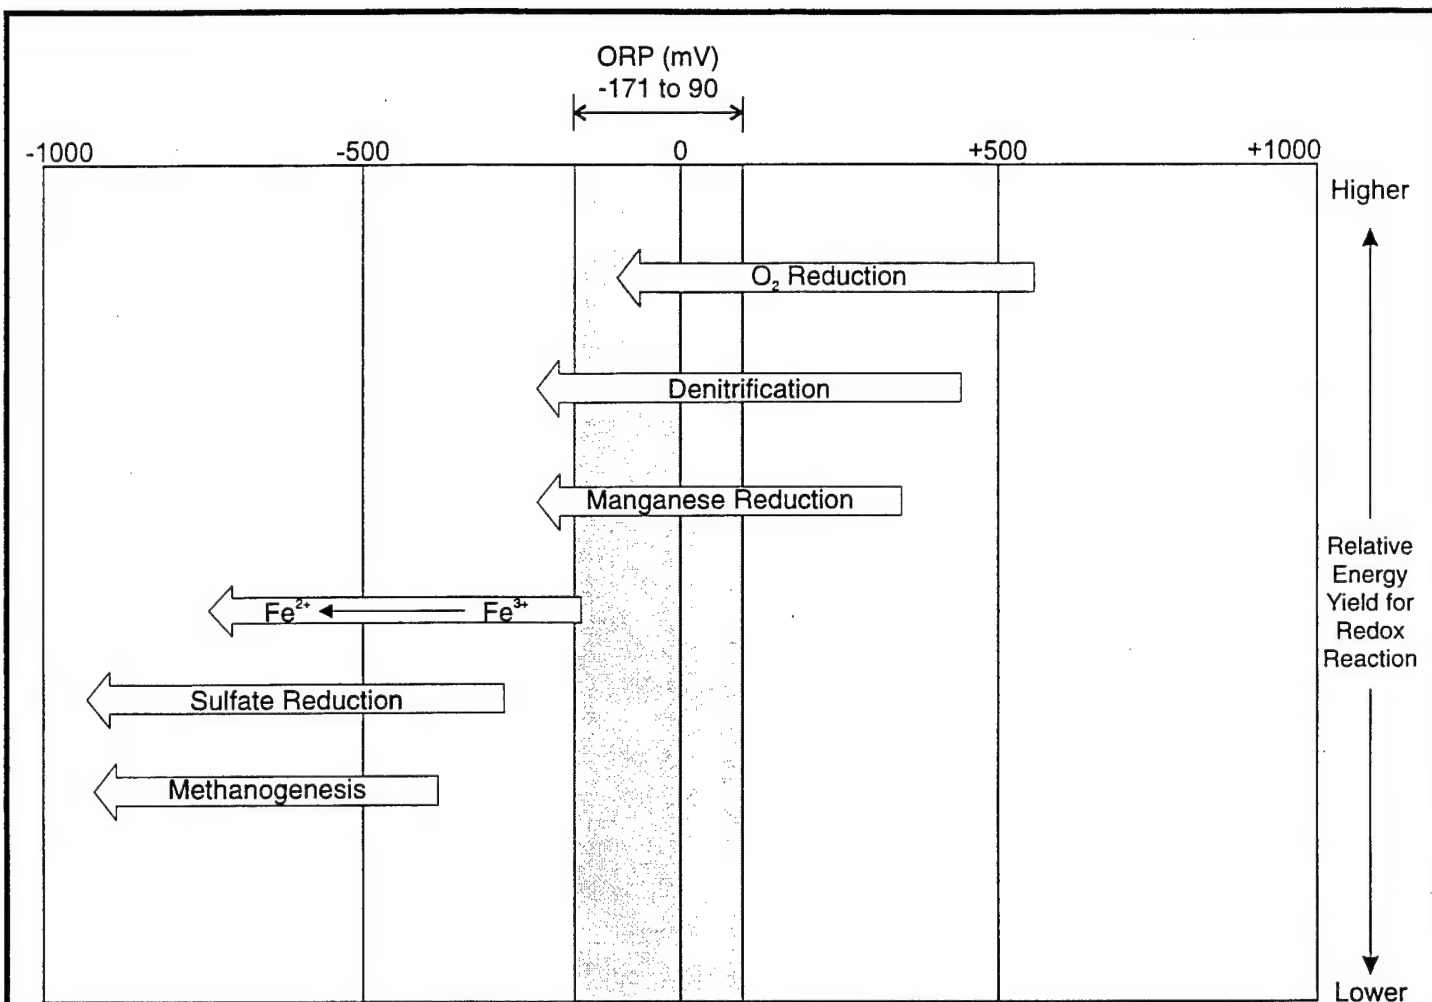 ORP (mV)
-171 to 90
-1000 -500 0 +500 +1000
Higher
O₂ Reduction
Denitrification
Manganese Reduction
Relative
Energy
Yield for
Redox
Reaction
Fe²⁺ Fe³⁺
Sulfate Reduction
Methanogenesis
Lower